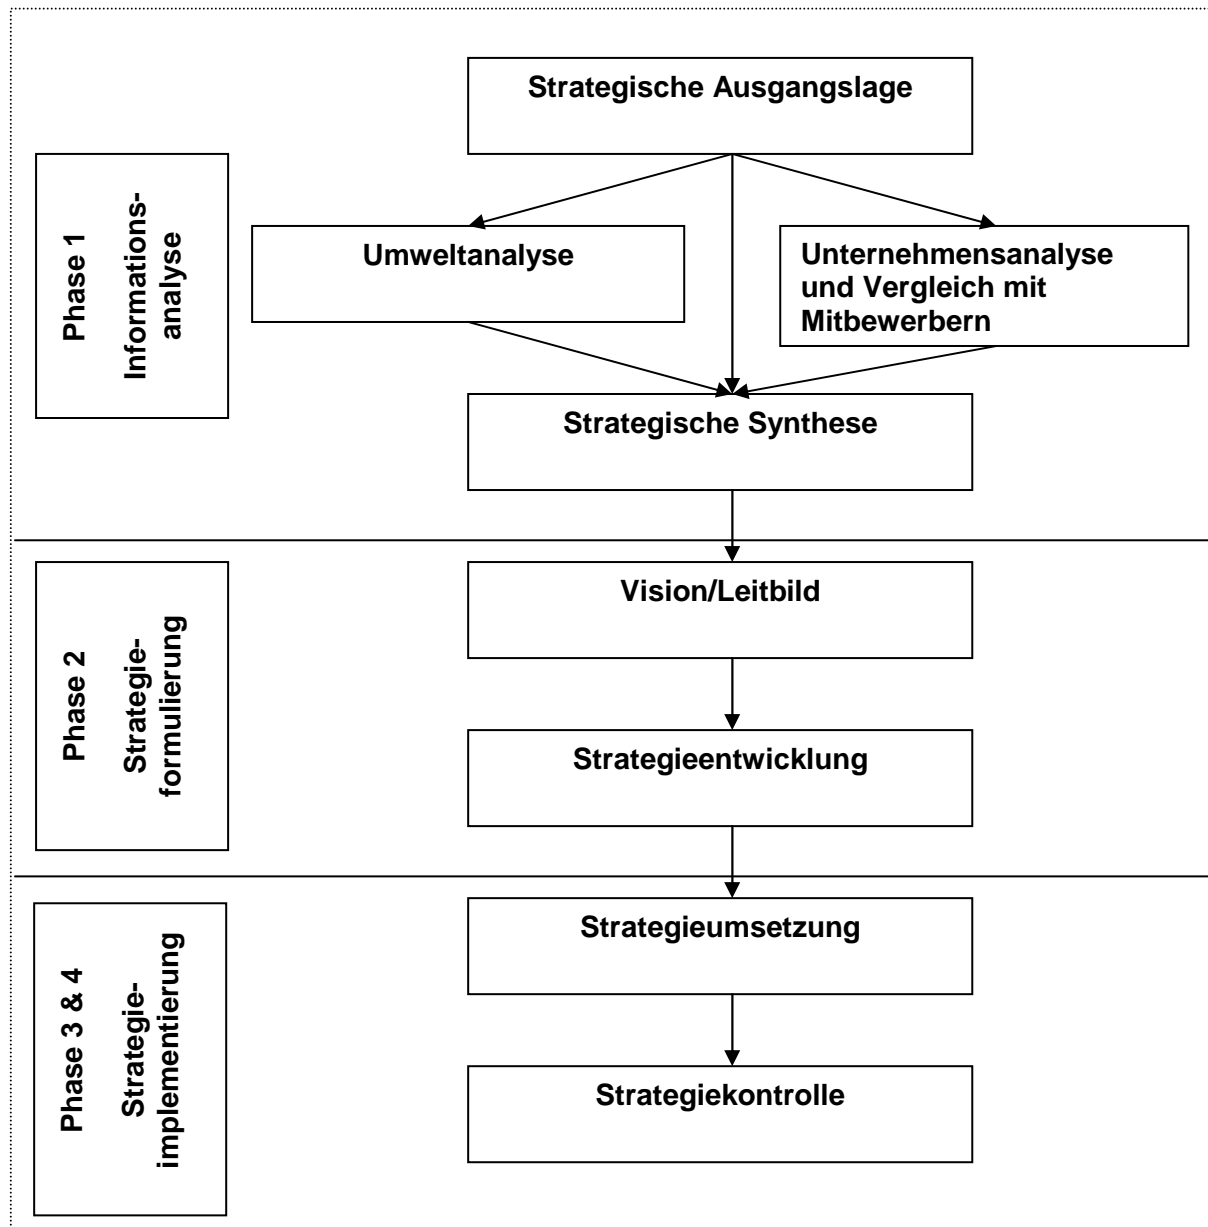 Strategische Ausgangslage
Phase 1
Informations-
analyse
Umweltanalyse
Unternehmensanalyse
und Vergleich mit
Mitbewerbern
Strategische Synthese
Phase 2
Strategie-
formulierung
Vision/Leitbild
Strategieentwicklung
Phase 3 & 4
Strategie-
implementierung
Strategieumsetzung
Strategiekontrolle